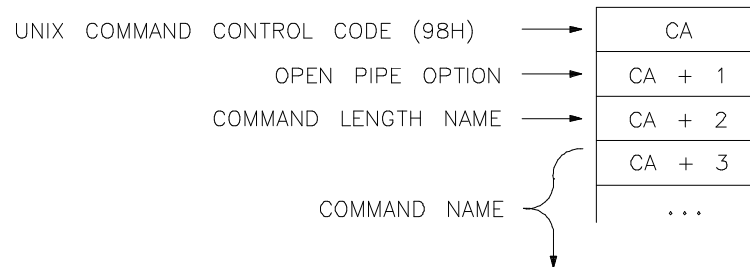 UNIX COMMAND CONTROL CODE (98H) CA
OPEN PIPE OPTION CA + 1
COMMAND LENGTH NAME CA + 2
CA + 3
COMMAND NAME ...